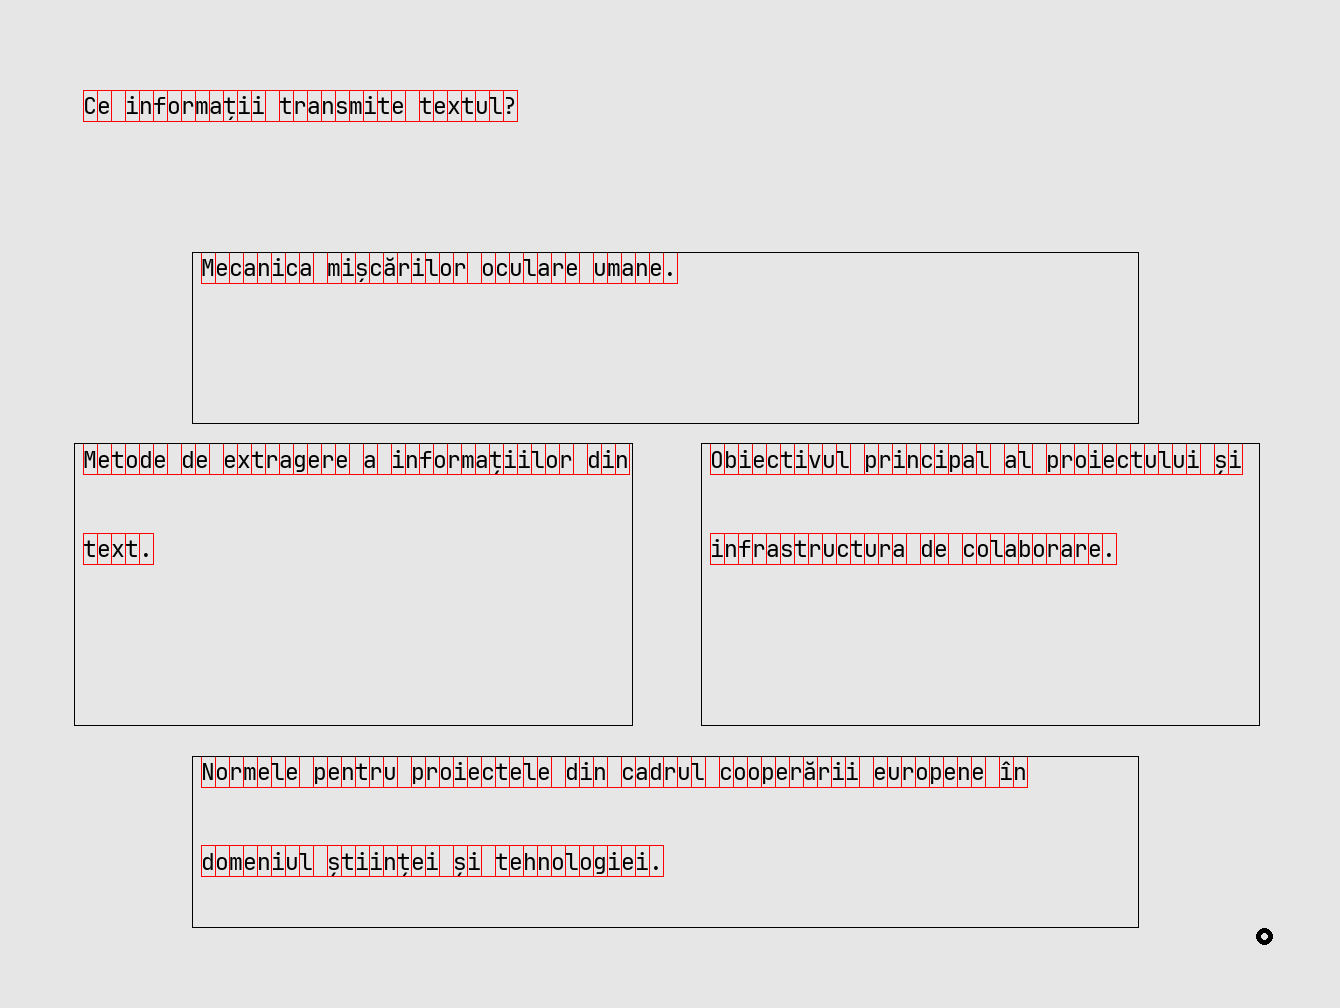 Ce informații transmite textul?
Mecanica mișcărilor oculare umane.
Metode de extragere a informațiilor din
text.
Obiectivul principal al proiectului și
infrastructura de colaborare.
Normele pentru proiectele din cadrul cooperării europene în
domeniul științei și tehnologiei.